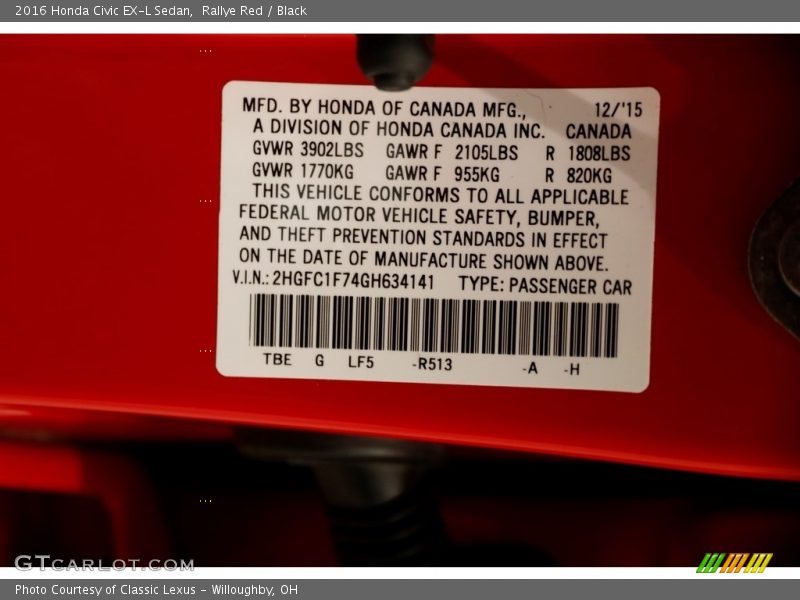 2016 Honda Civic EX-L Sedan,  Rallye Red / Black
MFD. BY HONDA OF CANADA MFG., 12/'15
A DIVISION OF HONDA CANADA INC. CANADA
GVWR 3902LBS GAWR F 2105LBS R 1808LBS
GVWR 1770KG GAWR F 955KG R 820KG
THIS VEHICLE CONFORMS TO ALL APPLICABLE
FEDERAL MOTOR VEHICLE SAFETY, BUMPER,
AND THEFT PREVENTION STANDARDS IN EFFECT
ON THE DATE OF MANUFACTURE SHOWN ABOVE.
V.I.N.: 2HGFC1F74GH634141 TYPE: PASSENGER CAR
TBE G LF5 -R513 -A -H
GTCARLOT.COM
Photo Courtesy of Classic Lexus - Willoughby, OH